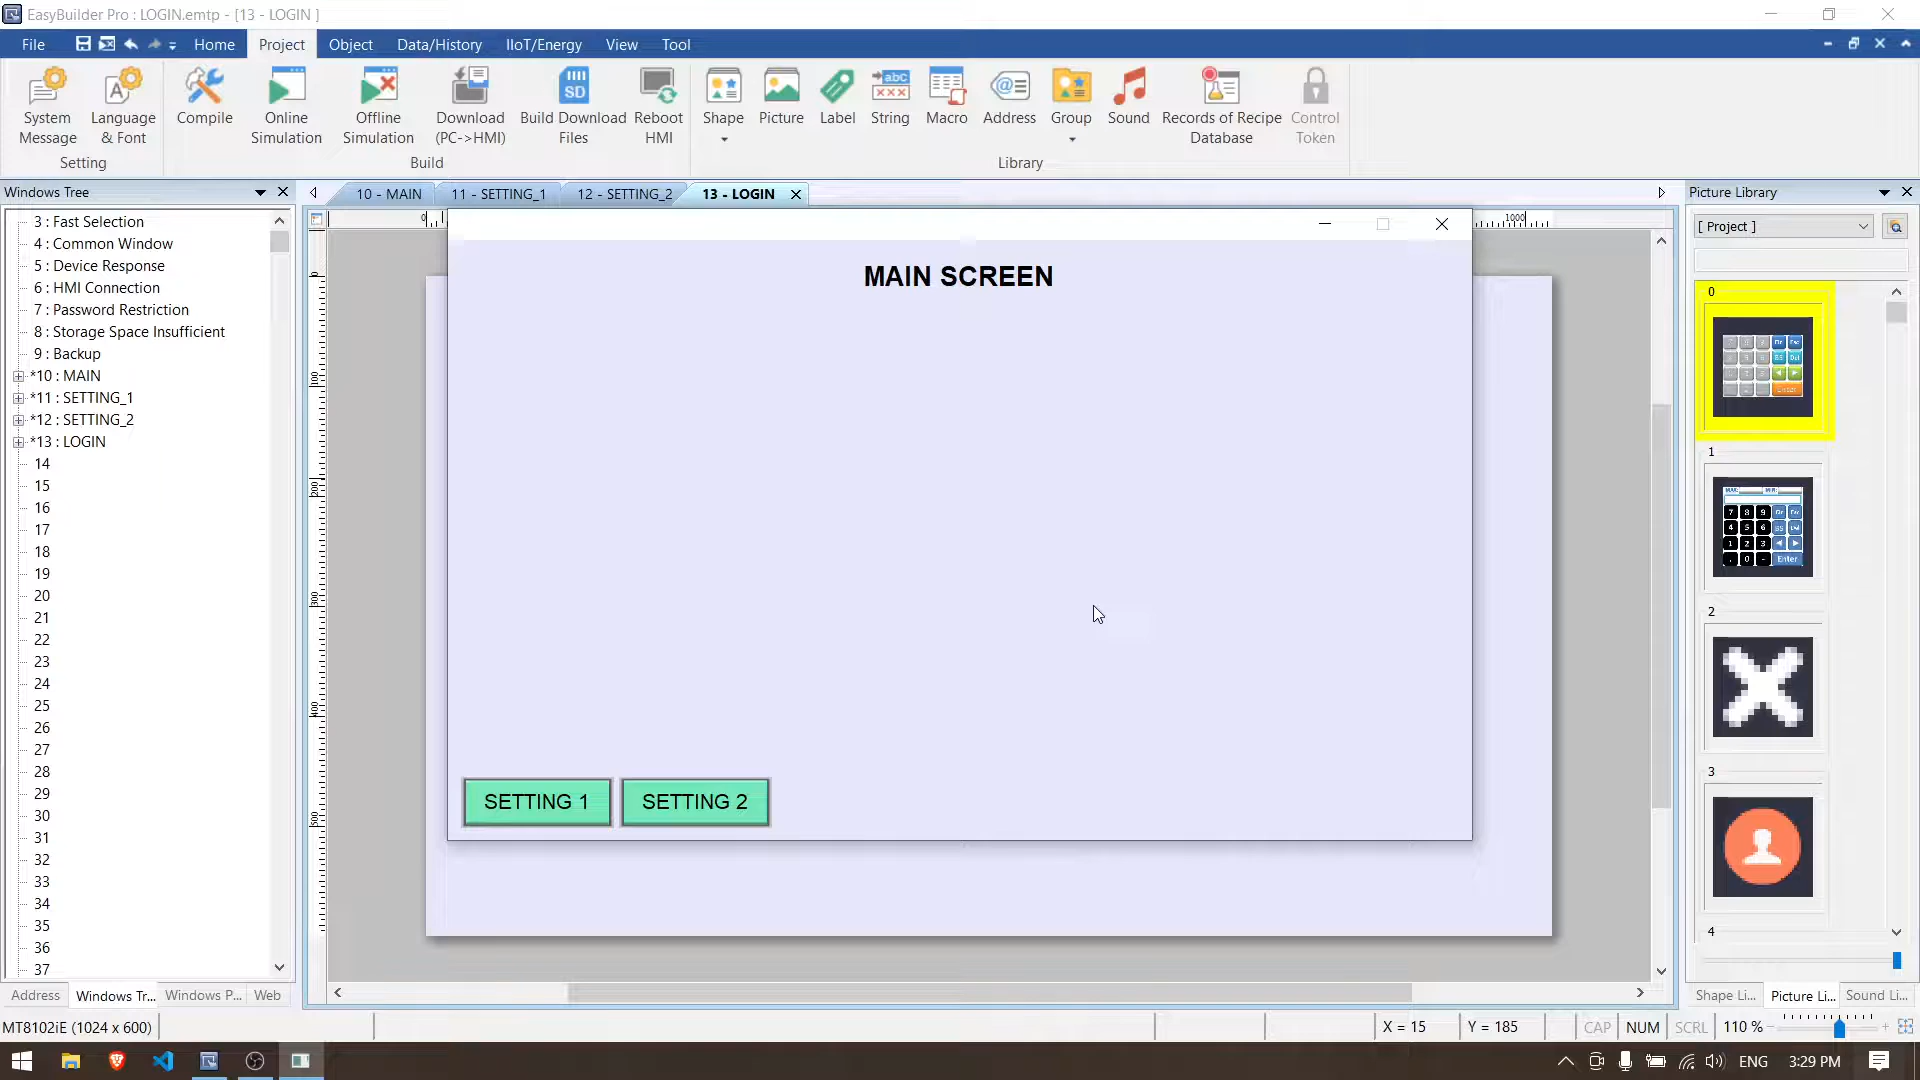 EasyBuilder Pro : LOGIN.emtp - [13 - LOGIN ]
File
Home
Project
Object
Data/History
IIoT/Energy
View
Tool
System Message
Language & Font
Compile
Online Simulation
Offline Simulation
Download (PC->HMI)
Build Download Files
Reboot HMI
Shape
Picture
Label
String
Macro
Address
Group
Sound
Records of Recipe Database
Control Token
Setting
Build
Library
Windows Tree
10 - MAIN
11 - SETTING_1
12 - SETTING_2
13 - LOGIN
Picture Library
[ Project ]
3 : Fast Selection
4 : Common Window
5 : Device Response
6 : HMI Connection
7 : Password Restriction
8 : Storage Space Insufficient
9 : Backup
*10 : MAIN
*11 : SETTING_1
*12 : SETTING_2
*13 : LOGIN
14
15
16
17
18
19
20
21
22
23
24
25
26
27
28
29
30
31
32
33
34
35
36
37
MAIN SCREEN
SETTING 1
SETTING 2
0
1
2
3
4
Address
Windows Tr...
Windows P...
Web
Shape Li...
Picture Li...
Sound Li...
MT8102iE (1024 x 600)
X = 15
Y = 185
CAP
NUM
SCRL
110 %
ENG
3:29 PM